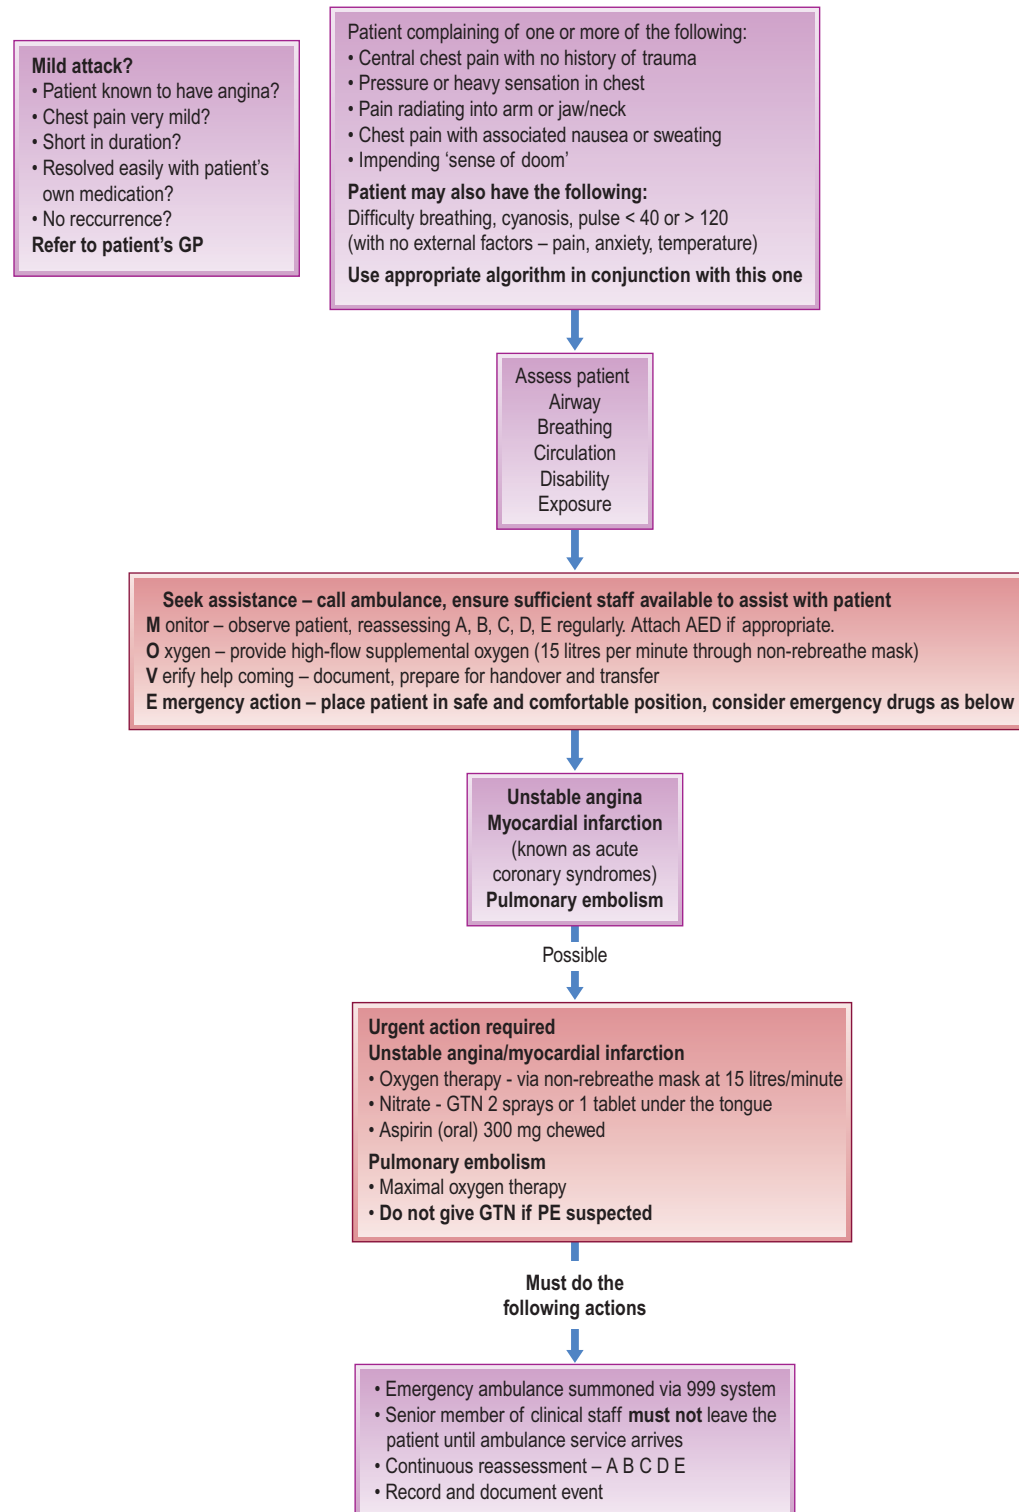 Mild attack?
• Patient known to have angina?
• Chest pain very mild?
• Short in duration?
• Resolved easily with patient's
own medication?
• No reccurrence?
Refer to patient's GP
Patient complaining of one or more of the following:
• Central chest pain with no history of trauma
• Pressure or heavy sensation in chest
• Pain radiating into arm or jaw/neck
• Chest pain with associated nausea or sweating
• Impending 'sense of doom'
Patient may also have the following:
Difficulty breathing, cyanosis, pulse < 40 or > 120
(with no external factors – pain, anxiety, temperature)
Use appropriate algorithm in conjunction with this one
Assess patient
Airway
Breathing
Circulation
Disability
Exposure
Seek assistance – call ambulance, ensure sufficient staff available to assist with patient
M onitor – observe patient, reassessing A, B, C, D, E regularly. Attach AED if appropriate.
O xygen – provide high-flow supplemental oxygen (15 litres per minute through non-rebreathe mask)
V erify help coming – document, prepare for handover and transfer
E mergency action – place patient in safe and comfortable position, consider emergency drugs as below
Unstable angina
Myocardial infarction
(known as acute
coronary syndromes)
Pulmonary embolism
Possible
Urgent action required
Unstable angina/myocardial infarction
• Oxygen therapy - via non-rebreathe mask at 15 litres/minute
• Nitrate - GTN 2 sprays or 1 tablet under the tongue
• Aspirin (oral) 300 mg chewed
Pulmonary embolism
• Maximal oxygen therapy
• Do not give GTN if PE suspected
Must do the
following actions
• Emergency ambulance summoned via 999 system
• Senior member of clinical staff must not leave the
patient until ambulance service arrives
• Continuous reassessment – A B C D E
• Record and document event